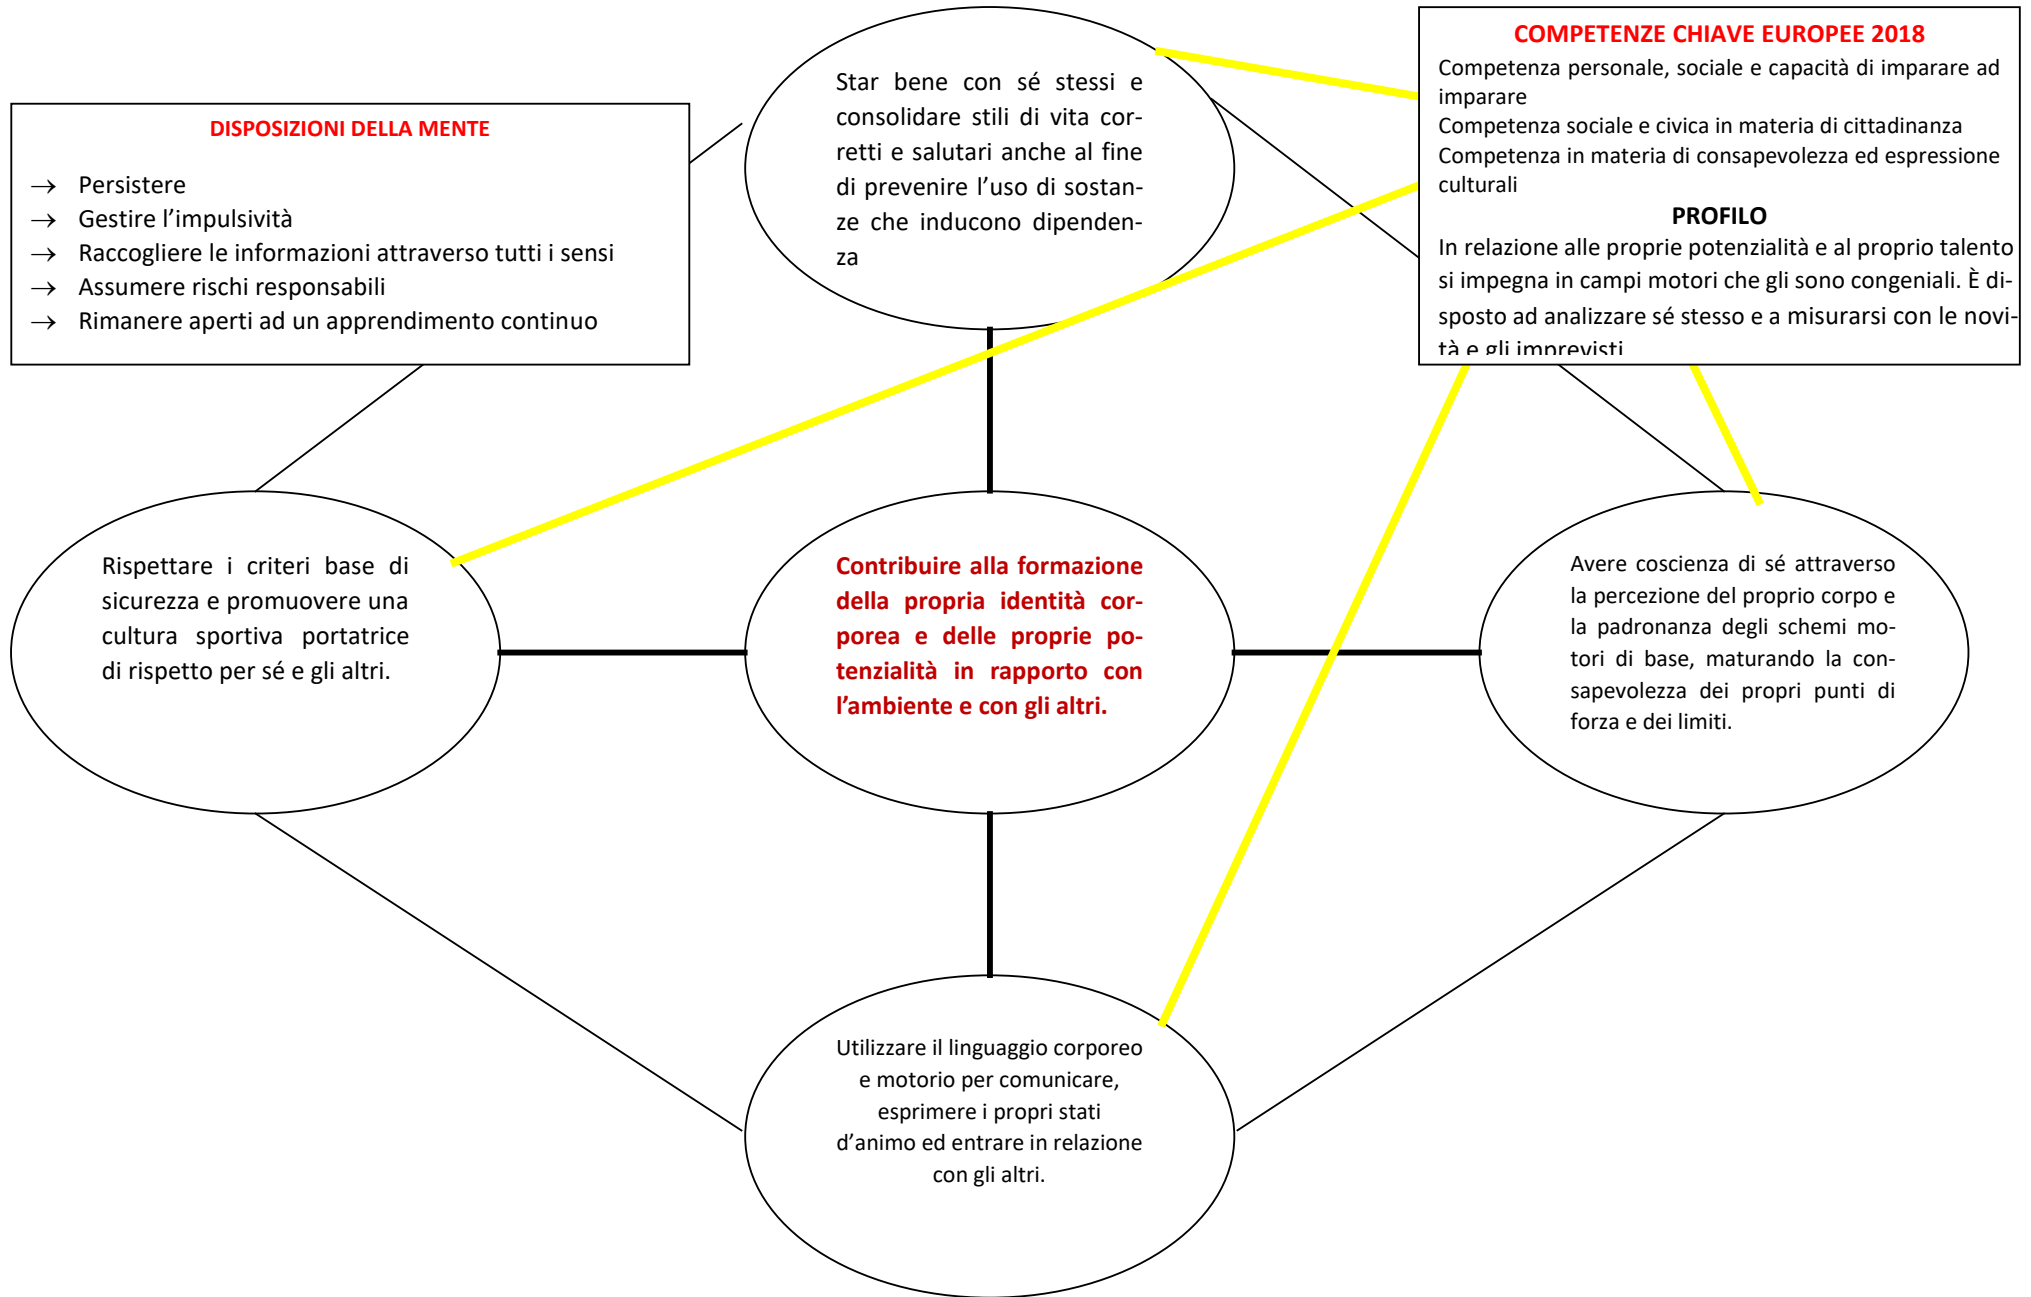 DISPOSIZIONI DELLA MENTE
→ Persistere
→ Gestire l’impulsività
→ Raccogliere le informazioni attraverso tutti i sensi
→ Assumere rischi responsabili
→ Rimanere aperti ad un apprendimento continuo
Star bene con sé stessi e
consolidare stili di vita cor-
retti e salutari anche al fine
di prevenire l’uso di sostan-
ze che inducono dipenden-
za
COMPETENZE CHIAVE EUROPEE 2018
Competenza personale, sociale e capacità di imparare ad
imparare
Competenza sociale e civica in materia di cittadinanza
Competenza in materia di consapevolezza ed espressione
culturali
PROFILO
In relazione alle proprie potenzialità e al proprio talento
si impegna in campi motori che gli sono congeniali. È di-
sposto ad analizzare sé stesso e a misurarsi con le novi-
tà e gli imprevisti
Rispettare i criteri base di
sicurezza e promuovere una
cultura sportiva portatrice
di rispetto per sé e gli altri.
Contribuire alla formazione
della propria identità cor-
porea e delle proprie po-
tenzialità in rapporto con
l’ambiente e con gli altri.
Avere coscienza di sé attraverso
la percezione del proprio corpo e
la padronanza degli schemi mo-
tori di base, maturando la con-
sapevolezza dei propri punti di
forza e dei limiti.
Utilizzare il linguaggio corporeo
e motorio per comunicare,
esprimere i propri stati
d’animo ed entrare in relazione
con gli altri.